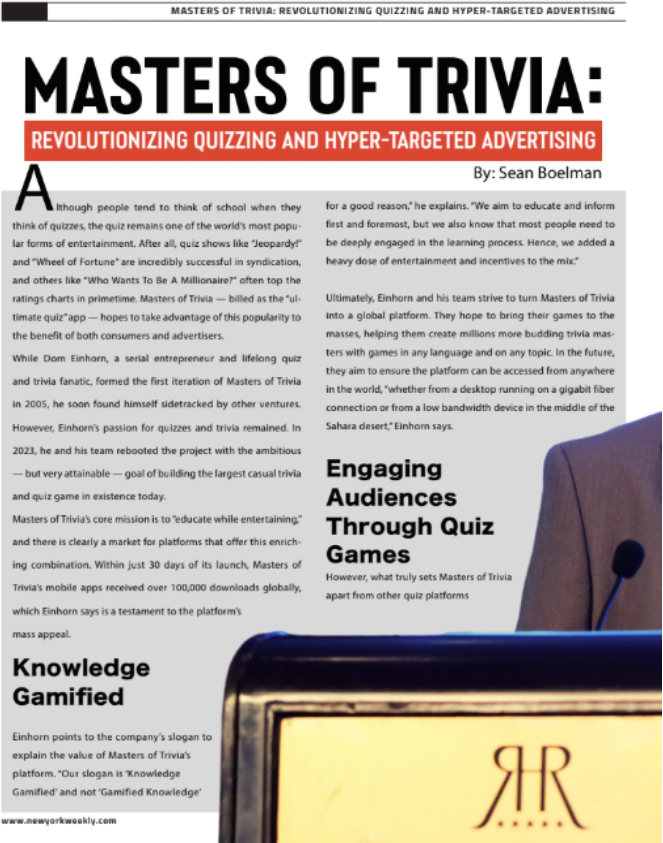 MASTERS OF TRIVIA: REVOLUTIONIZING QUIZZING AND HYPER-TARGETED ADVERTISING
MASTERS OF TRIVIA:
REVOLUTIONIZING QUIZZING AND HYPER-TARGETED ADVERTISING
By: Sean Boelman
Although people tend to think of school when they
think of quizzes, the quiz remains one of the world's most popu-
lar forms of entertainment. After all, quiz shows like "Jeopardy!"
and "Wheel of Fortune" are incredibly successful in syndication,
and others like "Who Wants To Be A Millionaire?" often top the
ratings charts in primetime. Masters of Trivia — billed as the "ul-
timate quiz" app — hopes to take advantage of this popularity to
the benefit of both consumers and advertisers.
While Dom Einhorn, a serial entrepreneur and lifelong quiz
and trivia fanatic, formed the first iteration of Masters of Trivia
in 2005, he soon found himself sidetracked by other ventures.
However, Einhorn's passion for quizzes and trivia remained. In
2023, he and his team rebooted the project with the ambitious
— but very attainable — goal of building the largest casual trivia
and quiz game in existence today.
Masters of Trivia's core mission is to "educate while entertaining,"
and there is clearly a market for platforms that offer this enrich-
ing combination. Within just 30 days of its launch, Masters of
Trivia's mobile apps received over 100,000 downloads globally,
which Einhorn says is a testament to the platform's
mass appeal.
Knowledge
Gamified
Einhorn points to the company's slogan to
explain the value of Masters of Trivia's
platform. "Our slogan is 'Knowledge
Gamified' and not 'Gamified Knowledge'
for a good reason," he explains. "We aim to educate and inform
first and foremost, but we also know that most people need to
be deeply engaged in the learning process. Hence, we added a
heavy dose of entertainment and incentives to the mix."
Ultimately, Einhorn and his team strive to turn Masters of Trivia
into a global platform. They hope to bring their games to the
masses, helping them create millions more budding trivia mas-
ters with games in any language and on any topic. In the future,
they aim to ensure the platform can be accessed from anywhere
in the world, "whether from a desktop running on a gigabit fiber
connection or from a low bandwidth device in the middle of the
Sahara desert," Einhorn says.
Engaging
Audiences
Through Quiz
Games
However, what truly sets Masters of Trivia
apart from other quiz platforms
RR
www.newyorkweekly.com